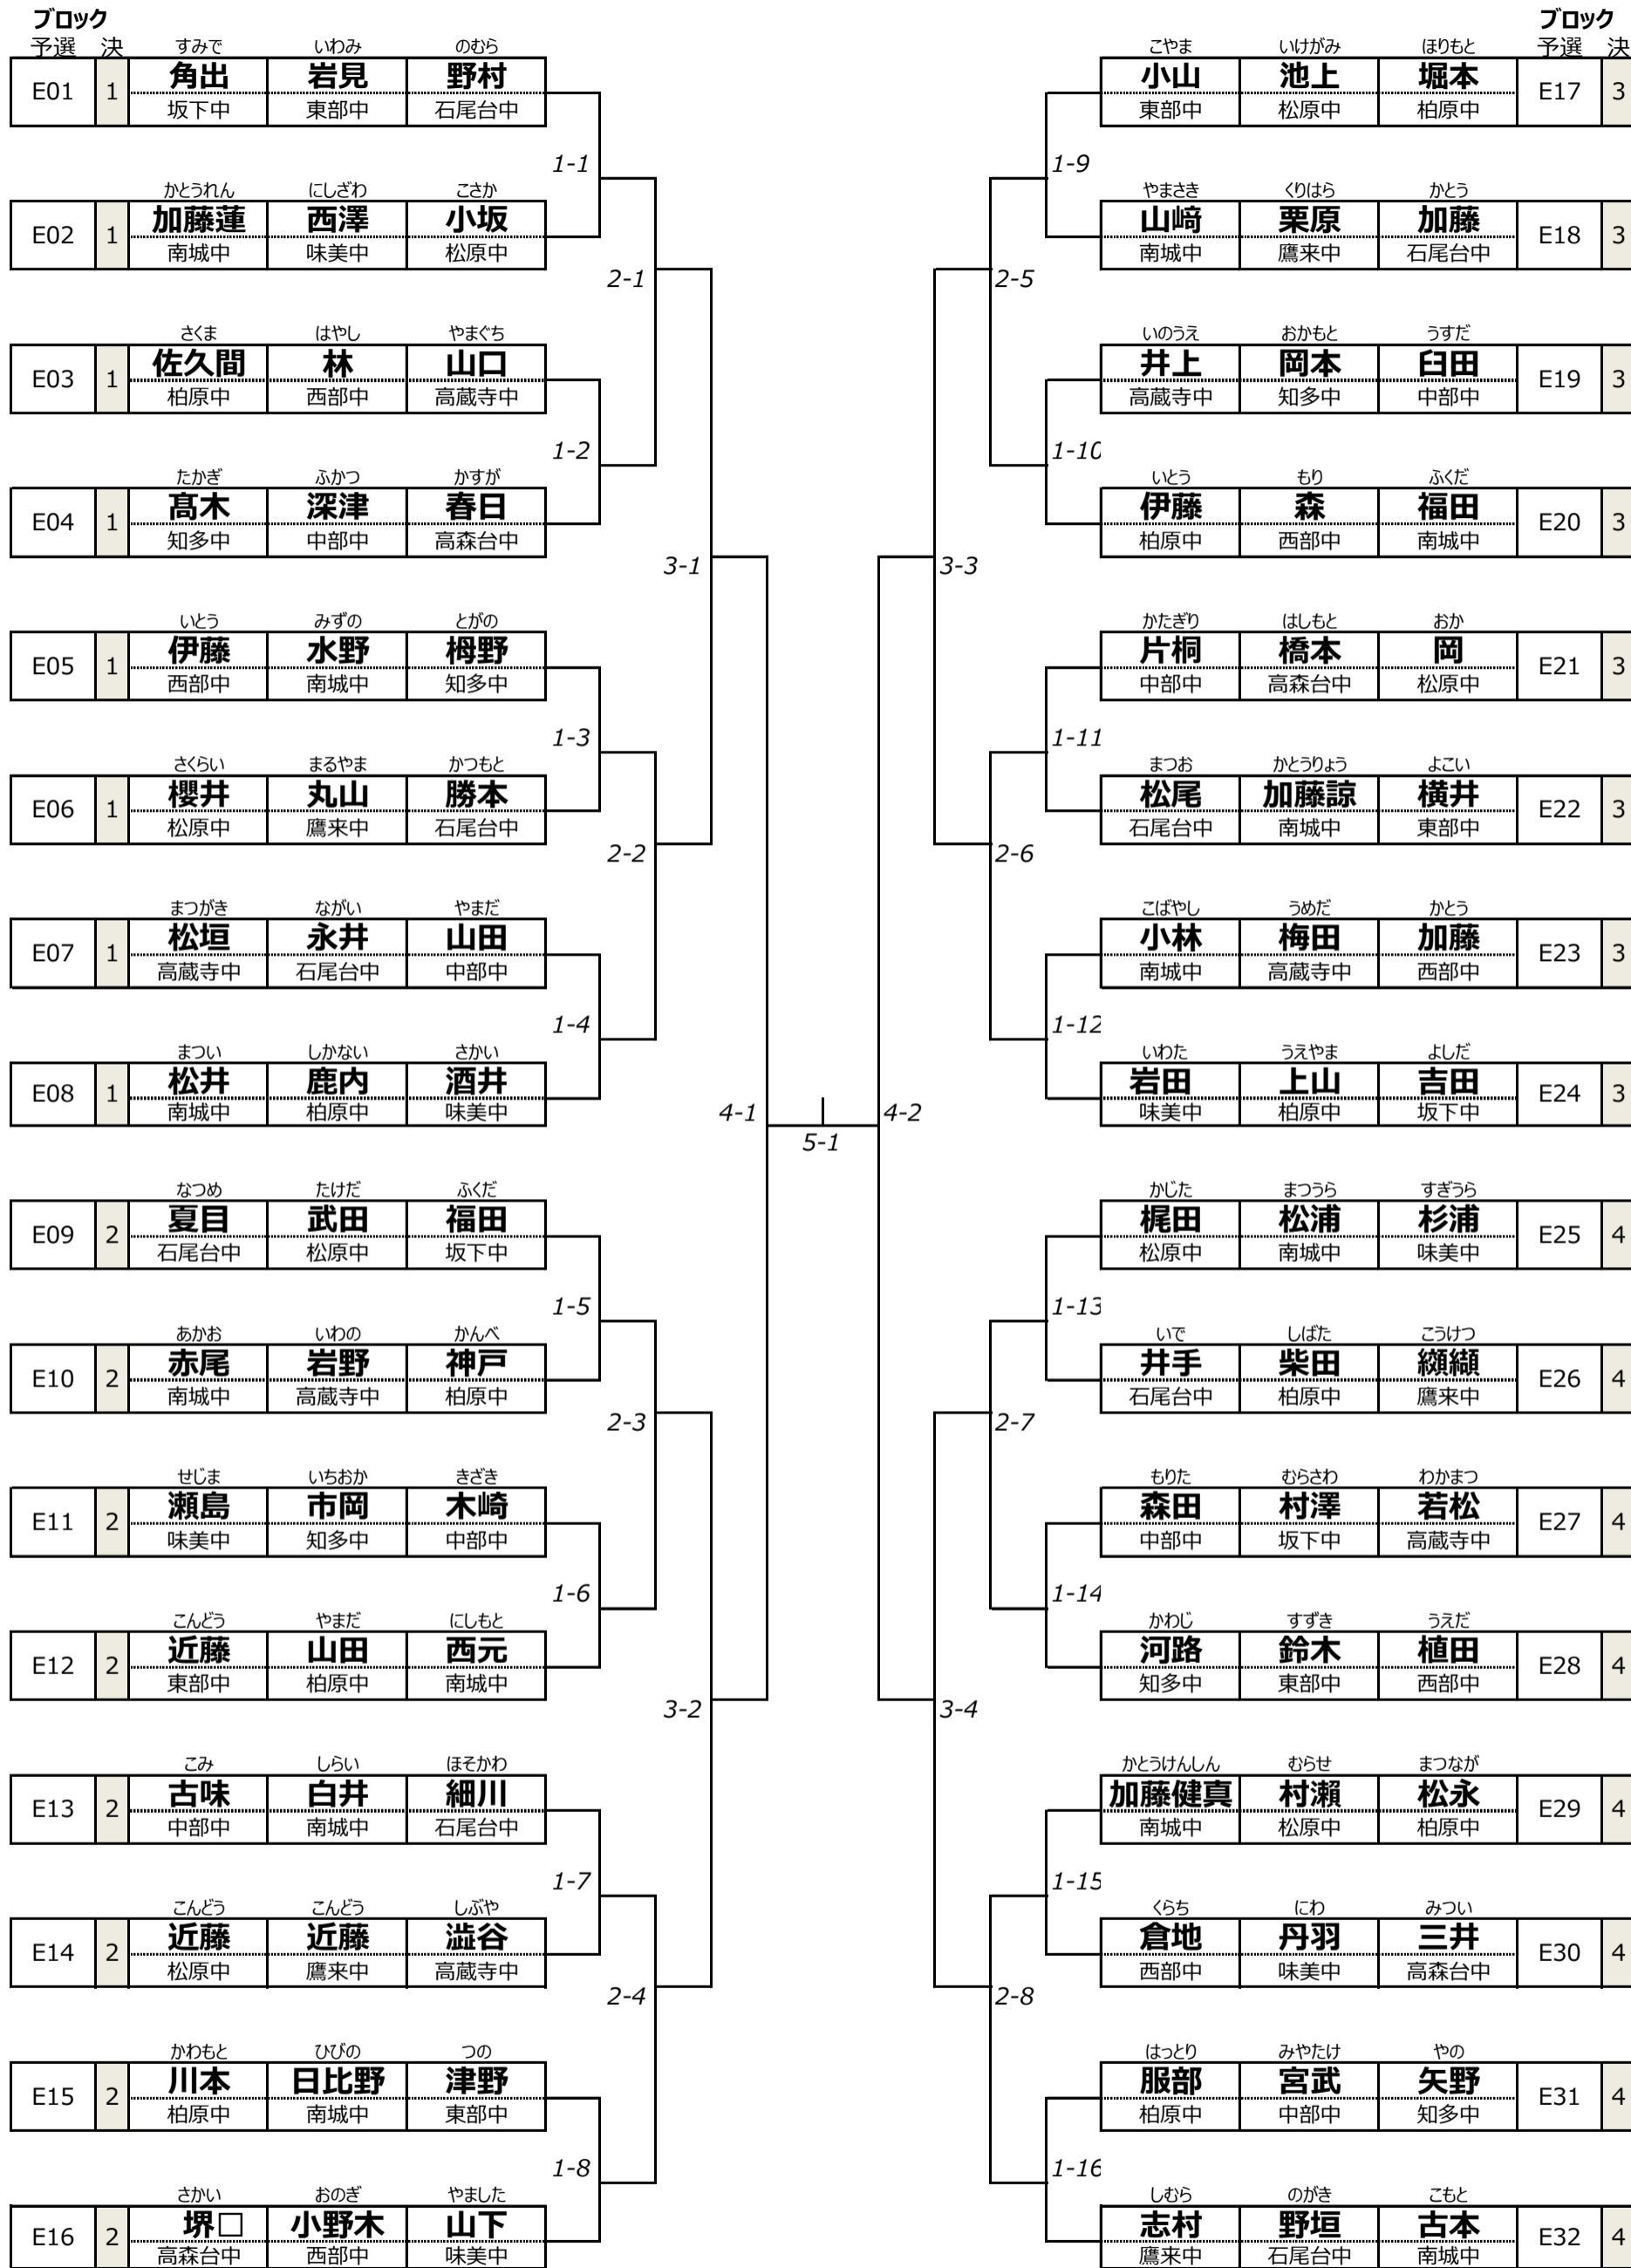 ブロック
予選 決
すみで いわみ のむら
E01 1 角出 岩見 野村
坂下中 東部中 石尾台中
1-1
かとうれん にしざわ こさか
E02 1 加藤蓮 西澤 小坂
南城中 味美中 松原中
2-1
さくま はやし やまぐち
E03 1 佐久間 林 山口
柏原中 西部中 高蔵寺中
1-2
たかぎ ふかつ かすが
E04 1 髙木 深津 春日
知多中 中部中 高森台中
3-1
いとう みずの とがの
E05 1 伊藤 水野 栂野
西部中 南城中 知多中
1-3
さくらい まるやま かつもと
E06 1 櫻井 丸山 勝本
松原中 鷹来中 石尾台中
2-2
まつがき ながい やまだ
E07 1 松垣 永井 山田
高蔵寺中 石尾台中 中部中
1-4
まつい しかない さかい
E08 1 松井 鹿内 酒井
南城中 柏原中 味美中
4-1
5-1
なつめ たけだ ふくだ
E09 2 夏目 武田 福田
石尾台中 松原中 坂下中
1-5
あかお いわの かんべ
E10 2 赤尾 岩野 神戸
南城中 高蔵寺中 柏原中
2-3
せじま いちおか きざき
E11 2 瀬島 市岡 木崎
味美中 知多中 中部中
1-6
こんどう やまだ にしもと
E12 2 近藤 山田 西元
東部中 柏原中 南城中
3-2
こみ しらい ほそかわ
E13 2 古味 白井 細川
中部中 南城中 石尾台中
1-7
こんどう こんどう しぶや
E14 2 近藤 近藤 澁谷
松原中 鷹来中 高蔵寺中
2-4
かわもと ひびの つの
E15 2 川本 日比野 津野
柏原中 南城中 東部中
1-8
さかい おのぎ やました
E16 2 堺□ 小野木 山下
高森台中 西部中 味美中
ブロック
予選 決
こやま いけがみ ほりもと
小山 池上 堀本 E17 3
東部中 松原中 柏原中
1-9
やまさき くりはら かとう
山﨑 栗原 加藤 E18 3
南城中 鷹来中 石尾台中
2-5
いのうえ おかもと うすだ
井上 岡本 臼田 E19 3
高蔵寺中 知多中 中部中
1-10
いとう もり ふくだ
伊藤 森 福田 E20 3
柏原中 西部中 南城中
3-3
かたぎり はしもと おか
片桐 橋本 岡 E21 3
中部中 高森台中 松原中
1-11
まつお かとうりょう よこい
松尾 加藤諒 横井 E22 3
石尾台中 南城中 東部中
2-6
こばやし うめだ かとう
小林 梅田 加藤 E23 3
南城中 高蔵寺中 西部中
1-12
いわた うえやま よしだ
岩田 上山 吉田 E24 3
味美中 柏原中 坂下中
4-2
かじた まつうら すぎうら
梶田 松浦 杉浦 E25 4
松原中 南城中 味美中
1-13
いで しばた こうけつ
井手 柴田 纐纈 E26 4
石尾台中 柏原中 鷹来中
2-7
もりた むらさわ わかまつ
森田 村澤 若松 E27 4
中部中 坂下中 高蔵寺中
1-14
かわじ すずき うえだ
河路 鈴木 植田 E28 4
知多中 東部中 西部中
3-4
かとうけんしん むらせ まつなが
加藤健真 村瀬 松永 E29 4
南城中 松原中 柏原中
1-15
くらち にわ みつい
倉地 丹羽 三井 E30 4
西部中 味美中 高森台中
2-8
はっとり みやたけ やの
服部 宮武 矢野 E31 4
柏原中 中部中 知多中
1-16
しむら のがき こもと
志村 野垣 古本 E32 4
鷹来中 石尾台中 南城中